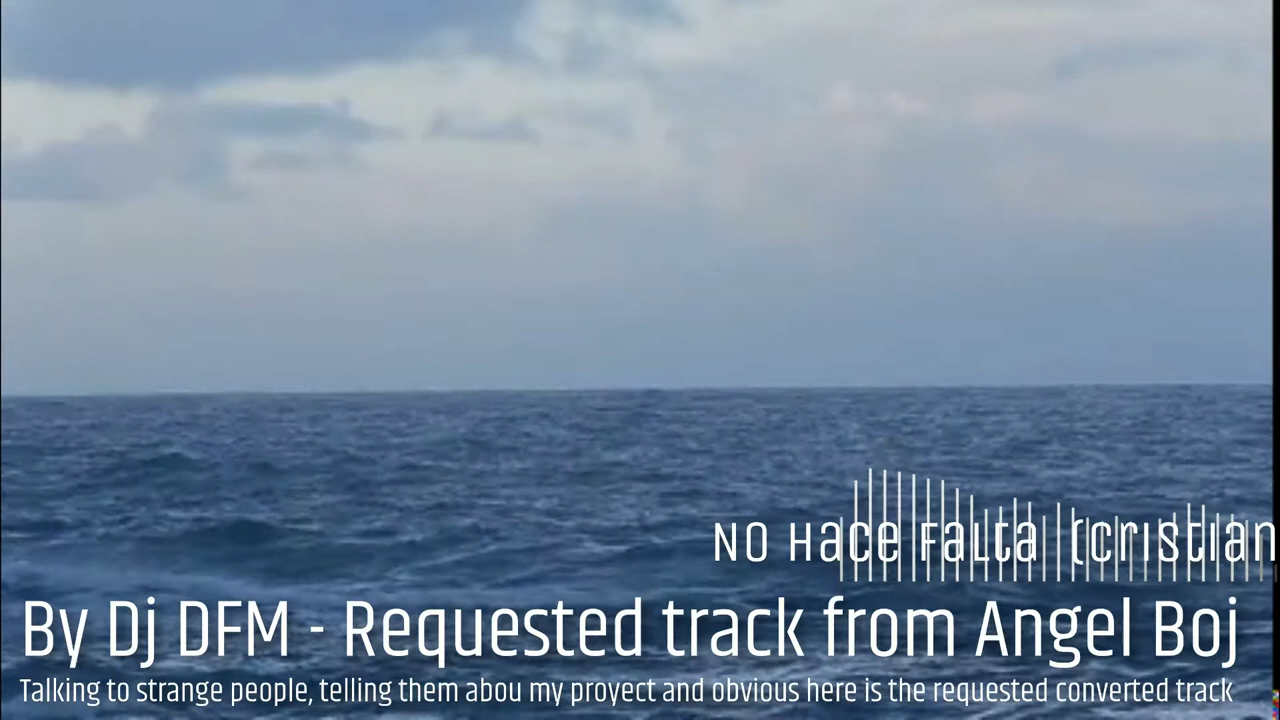 No Hace Falta (Cristian
By Dj DFM - Requested track from Angel Boj
Talking to strange people, telling them abou my proyect and obvious here is the requested converted track